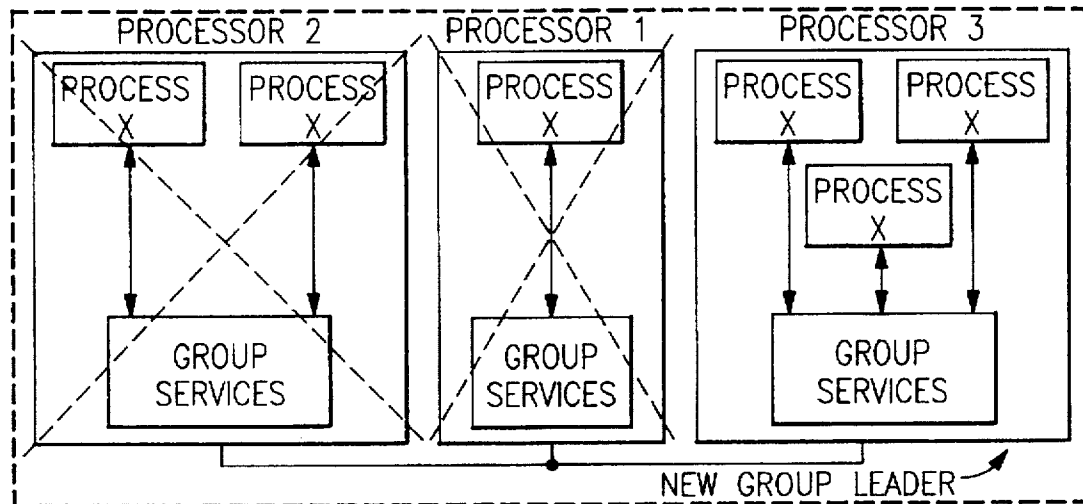 PROCESSOR 2
PROCESSOR 1
PROCESSOR 3
PROCESS
X
PROCESS
X
PROCESS
X
PROCESS
X
PROCESS
X
PROCESS
X
GROUP
SERVICES
GROUP
SERVICES
GROUP
SERVICES
NEW GROUP LEADER